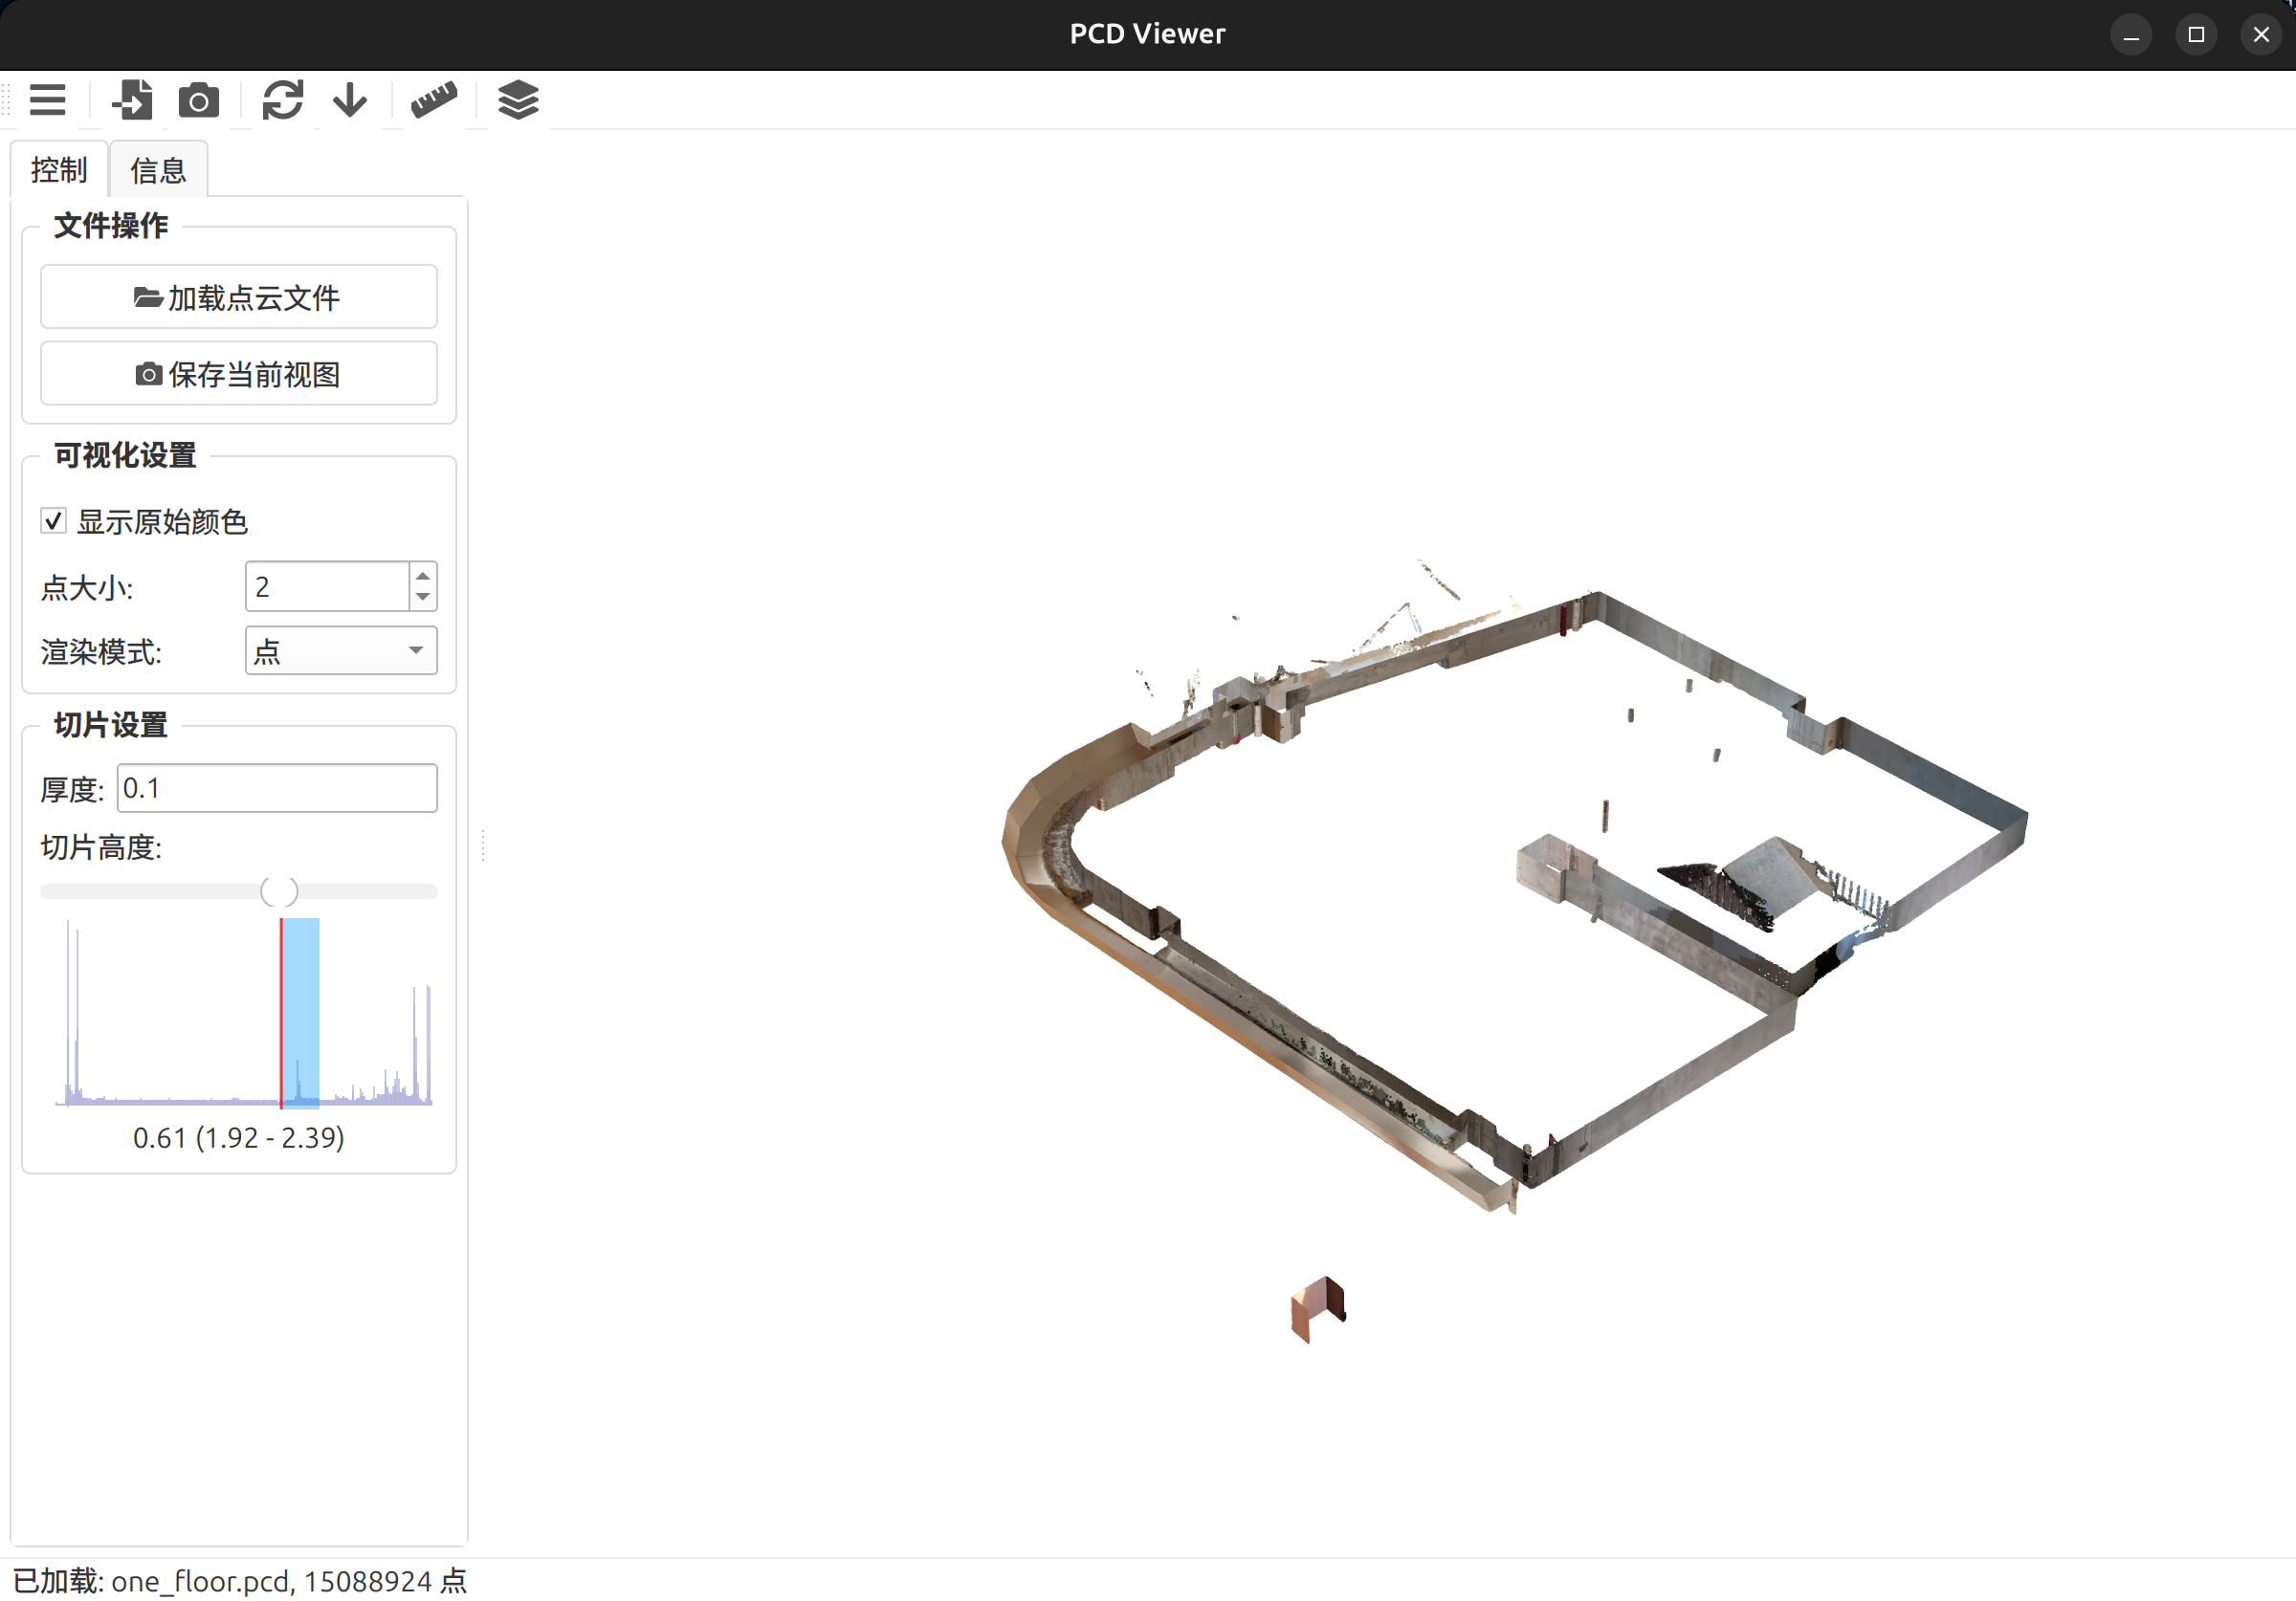 PCD Viewer
控制 信息
文件操作
加载点云文件
保存当前视图
可视化设置
显示原始颜色
点大小: 2
渲染模式: 点
切片设置
厚度: 0.1
切片高度:
0.61 (1.92 - 2.39)
已加载: one_floor.pcd, 15088924 点